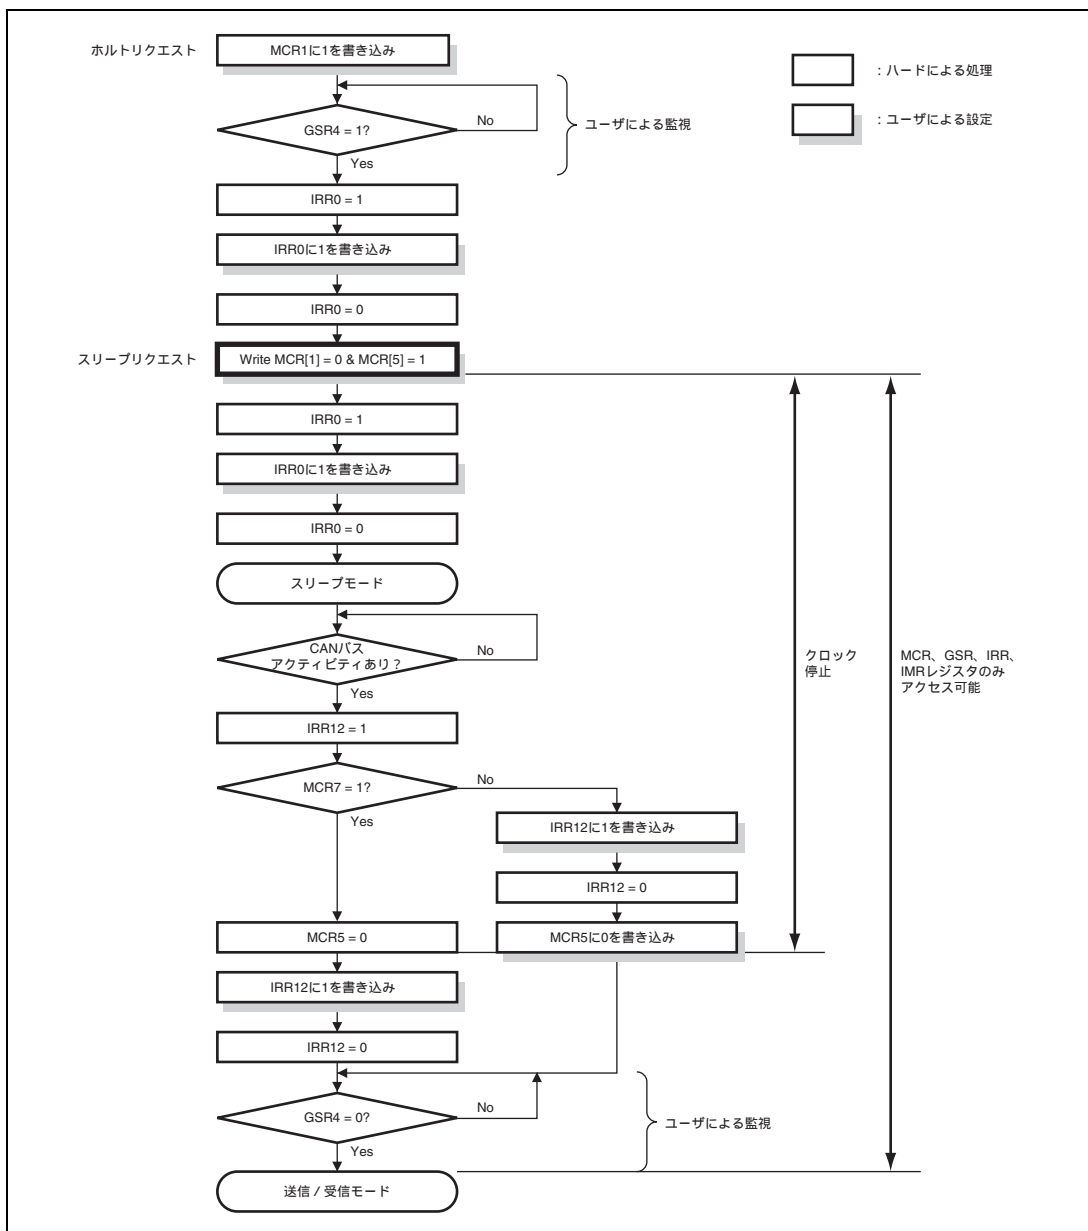 ホルトリクエスト
MCR1に1を書き込み
：ハードによる処理
：ユーザによる設定
GSR4 = 1?
No
Yes
ユーザによる監視
IRR0 = 1
IRR0に1を書き込み
IRR0 = 0
スリープリクエスト
Write MCR[1] = 0 & MCR[5] = 1
IRR0 = 1
IRR0に1を書き込み
IRR0 = 0
スリープモード
CANバス
アクティビティあり？
No
Yes
クロック
停止
MCR、GSR、IRR、
IMRレジスタのみ
アクセス可能
IRR12 = 1
MCR7 = 1?
No
Yes
IRR12に1を書き込み
IRR12 = 0
MCR5 = 0
MCR5に0を書き込み
IRR12に1を書き込み
IRR12 = 0
GSR4 = 0?
No
Yes
ユーザによる監視
送信 / 受信モード